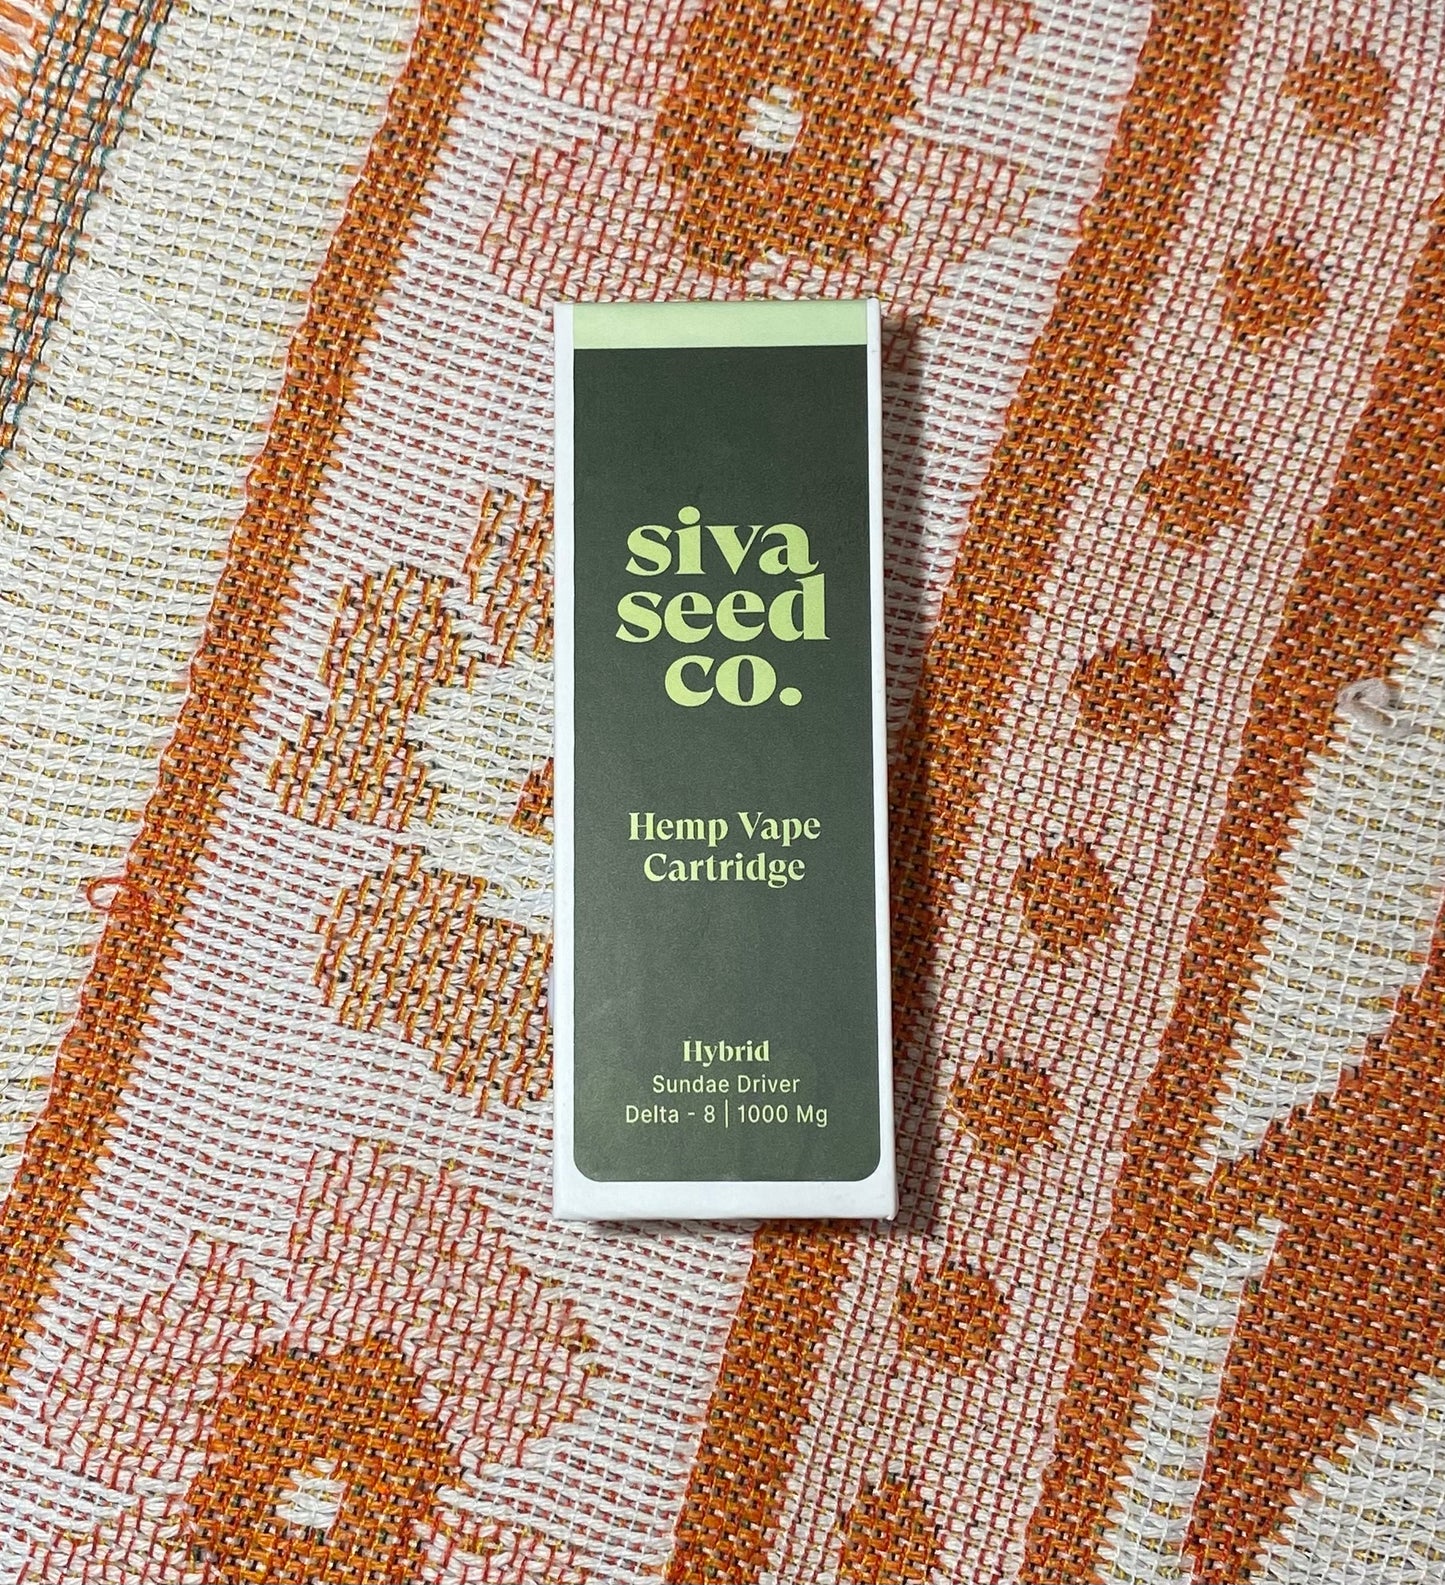 siva
seed
co.
Hemp Vape
Cartridge
Hybrid
Sundae Driver
Delta - 8 | 1000 Mg